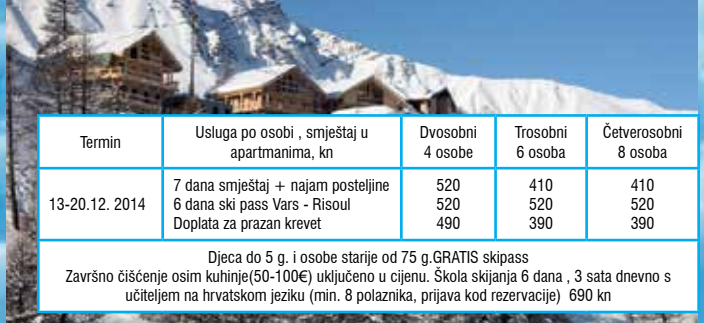 Termin
Usluga po osobi , smještaj u
apartmanima, kn
Dvosobni
4 osobe
Trosobni
6 osoba
Četverosobni
8 osoba
13-20.12. 2014
7 dana smještaj + najam posteljine 520 410 410
6 dana ski pass Vars - Risoul 520 520 520
Doplata za prazan krevet 490 390 390
Djeca do 5 g. i osobe starije od 75 g.GRATIS skipass
Završno čišćenje osim kuhinje(50-100€) uključeno u cijenu. Škola skijanja 6 dana , 3 sata dnevno s
učiteljem na hrvatskom jeziku (min. 8 polaznika, prijava kod rezervacije) 690 kn